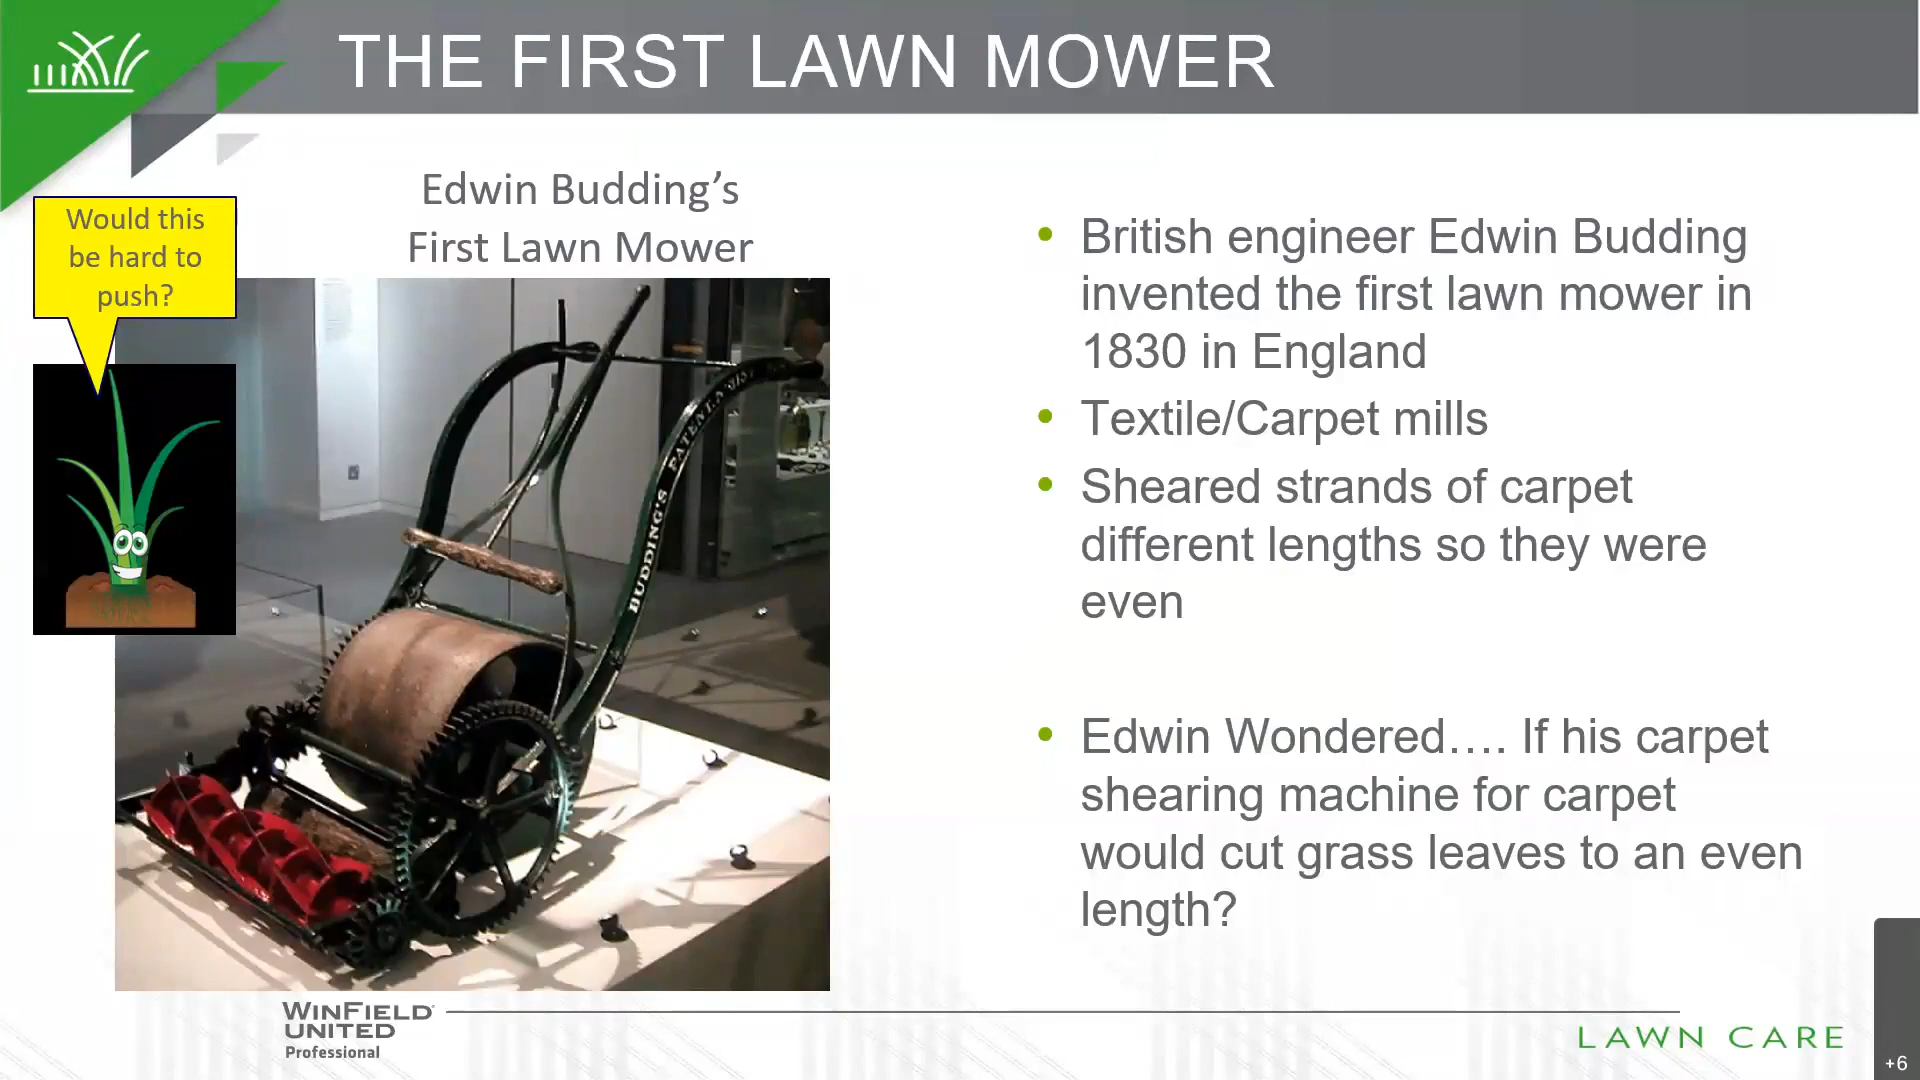 THE FIRST LAWN MOWER
Would this
be hard to
push?
Edwin Budding’s
First Lawn Mower
BUDDING'S PATENT
• British engineer Edwin Budding
invented the first lawn mower in
1830 in England
• Textile/Carpet mills
• Sheared strands of carpet
different lengths so they were
even
• Edwin Wondered…. If his carpet
shearing machine for carpet
would cut grass leaves to an even
length?
WINFIELD
UNITED
Professional
LAWN CARE
+6